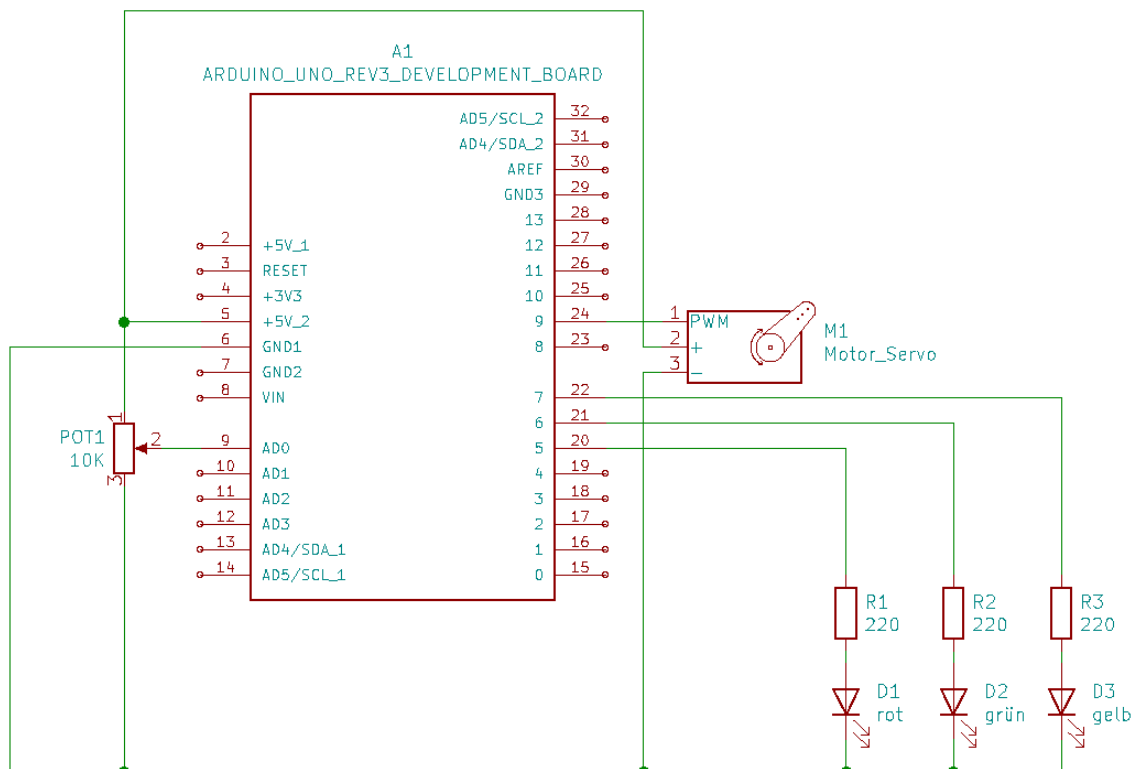 A1
ARDUINO_UNO_REV3_DEVELOPMENT_BOARD
AD5/SCL_2 32
AD4/SDA_2 31
AREF 30
GND3 29
13 28
2 +5V_1 12 27
3 RESET 11 26
4 +3V3 10 25
5 +5V_2 9 24
6 GND1 8 23
7 GND2
8 VIN 7 22
6 21
9 AD0 5 20
10 AD1 4 19
11 AD2 3 18
12 AD3 2 17
13 AD4/SDA_1 1 16
14 AD5/SCL_1 0 15
1 PWM
2 +
3 −
M1
Motor_Servo
1
POT1 2
10K
3
R1
220
R2
220
R3
220
D1
rot
D2
grün
D3
gelb